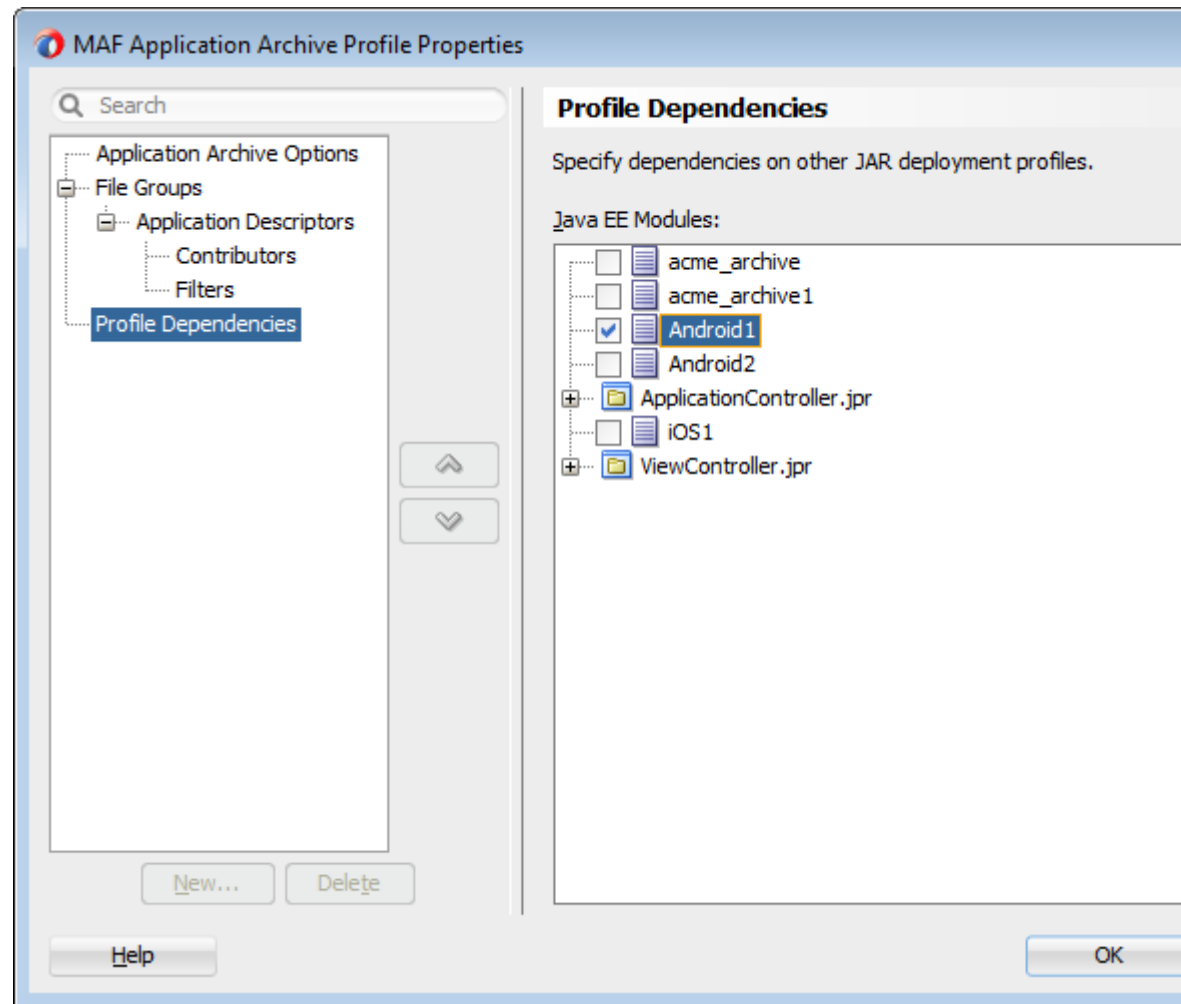 MAF Application Archive Profile Properties
Search
Application Archive Options
File Groups
Application Descriptors
Contributors
Filters
Profile Dependencies
New...
Delete
Profile Dependencies
Specify dependencies on other JAR deployment profiles.
Java EE Modules:
acme_archive
acme_archive1
Android1
Android2
ApplicationController.jpr
iOS1
ViewController.jpr
Help
OK